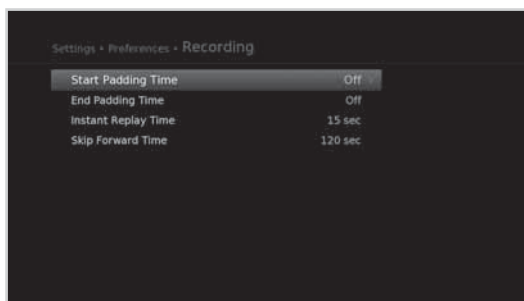 Settings • Preferences • Recording
Start Padding Time Off
End Padding Time Off
Instant Replay Time 15 sec
Skip Forward Time 120 sec